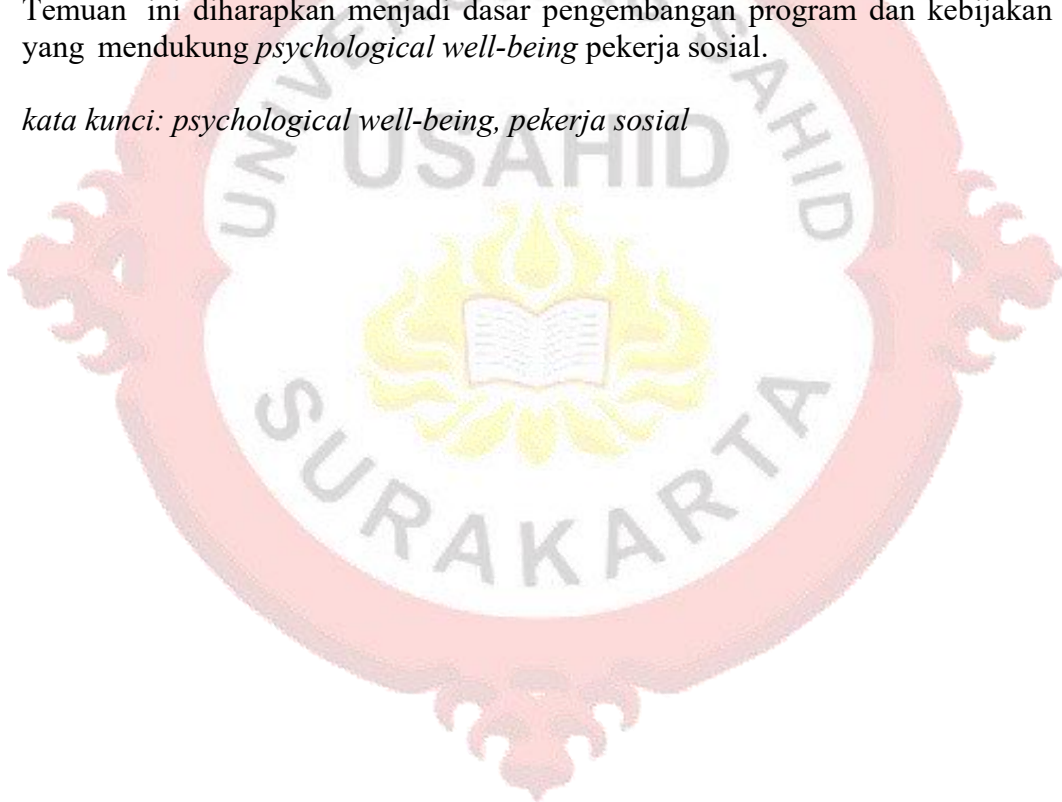 Temuan ini diharapkan menjadi dasar pengembangan program dan kebijakan
yang mendukung psychological well-being pekerja sosial.
kata kunci: psychological well-being, pekerja sosial
USAHID
SAHID
SURAKARTA